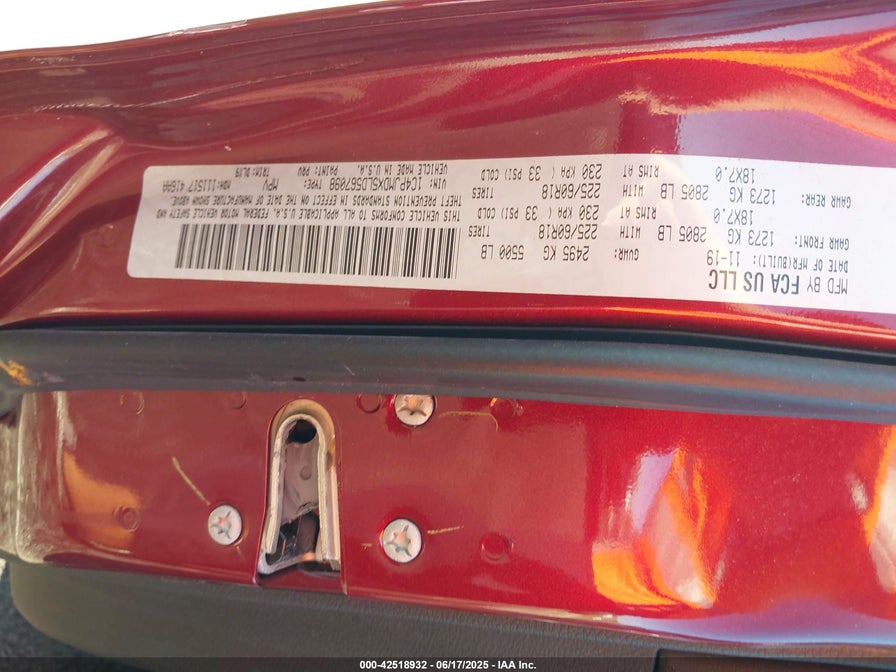 MFD BY FCA US LLC
DATE OF MFR(BUILT): 11-19 GVWR: 2495 KG 5500 LB
GAWR FRONT: 1273 KG 2805 LB WITH 225/60R18 TIRES
18X7.0 RIMS AT 230 KPA ( 33 PSI) COLD
GAWR REAR: 1273 KG 2805 LB WITH 225/60R18 TIRES
18X7.0 RIMS AT 230 KPA ( 33 PSI) COLD
THIS VEHICLE CONFORMS TO ALL APPLICABLE U.S.A. FEDERAL MOTOR VEHICLE SAFETY AND
THEFT PREVENTION STANDARDS IN EFFECT ON THE DATE OF MANUFACTURE SHOWN ABOVE.
VIN: 1C4PJMDX5LD567098 TYPE: MPV MDH: 111517 416AA
VEHICLE MADE IN U.S.A. PAINT: PRV TRIM: DLX9
000-42518932 - 06/17/2025 - IAA Inc.